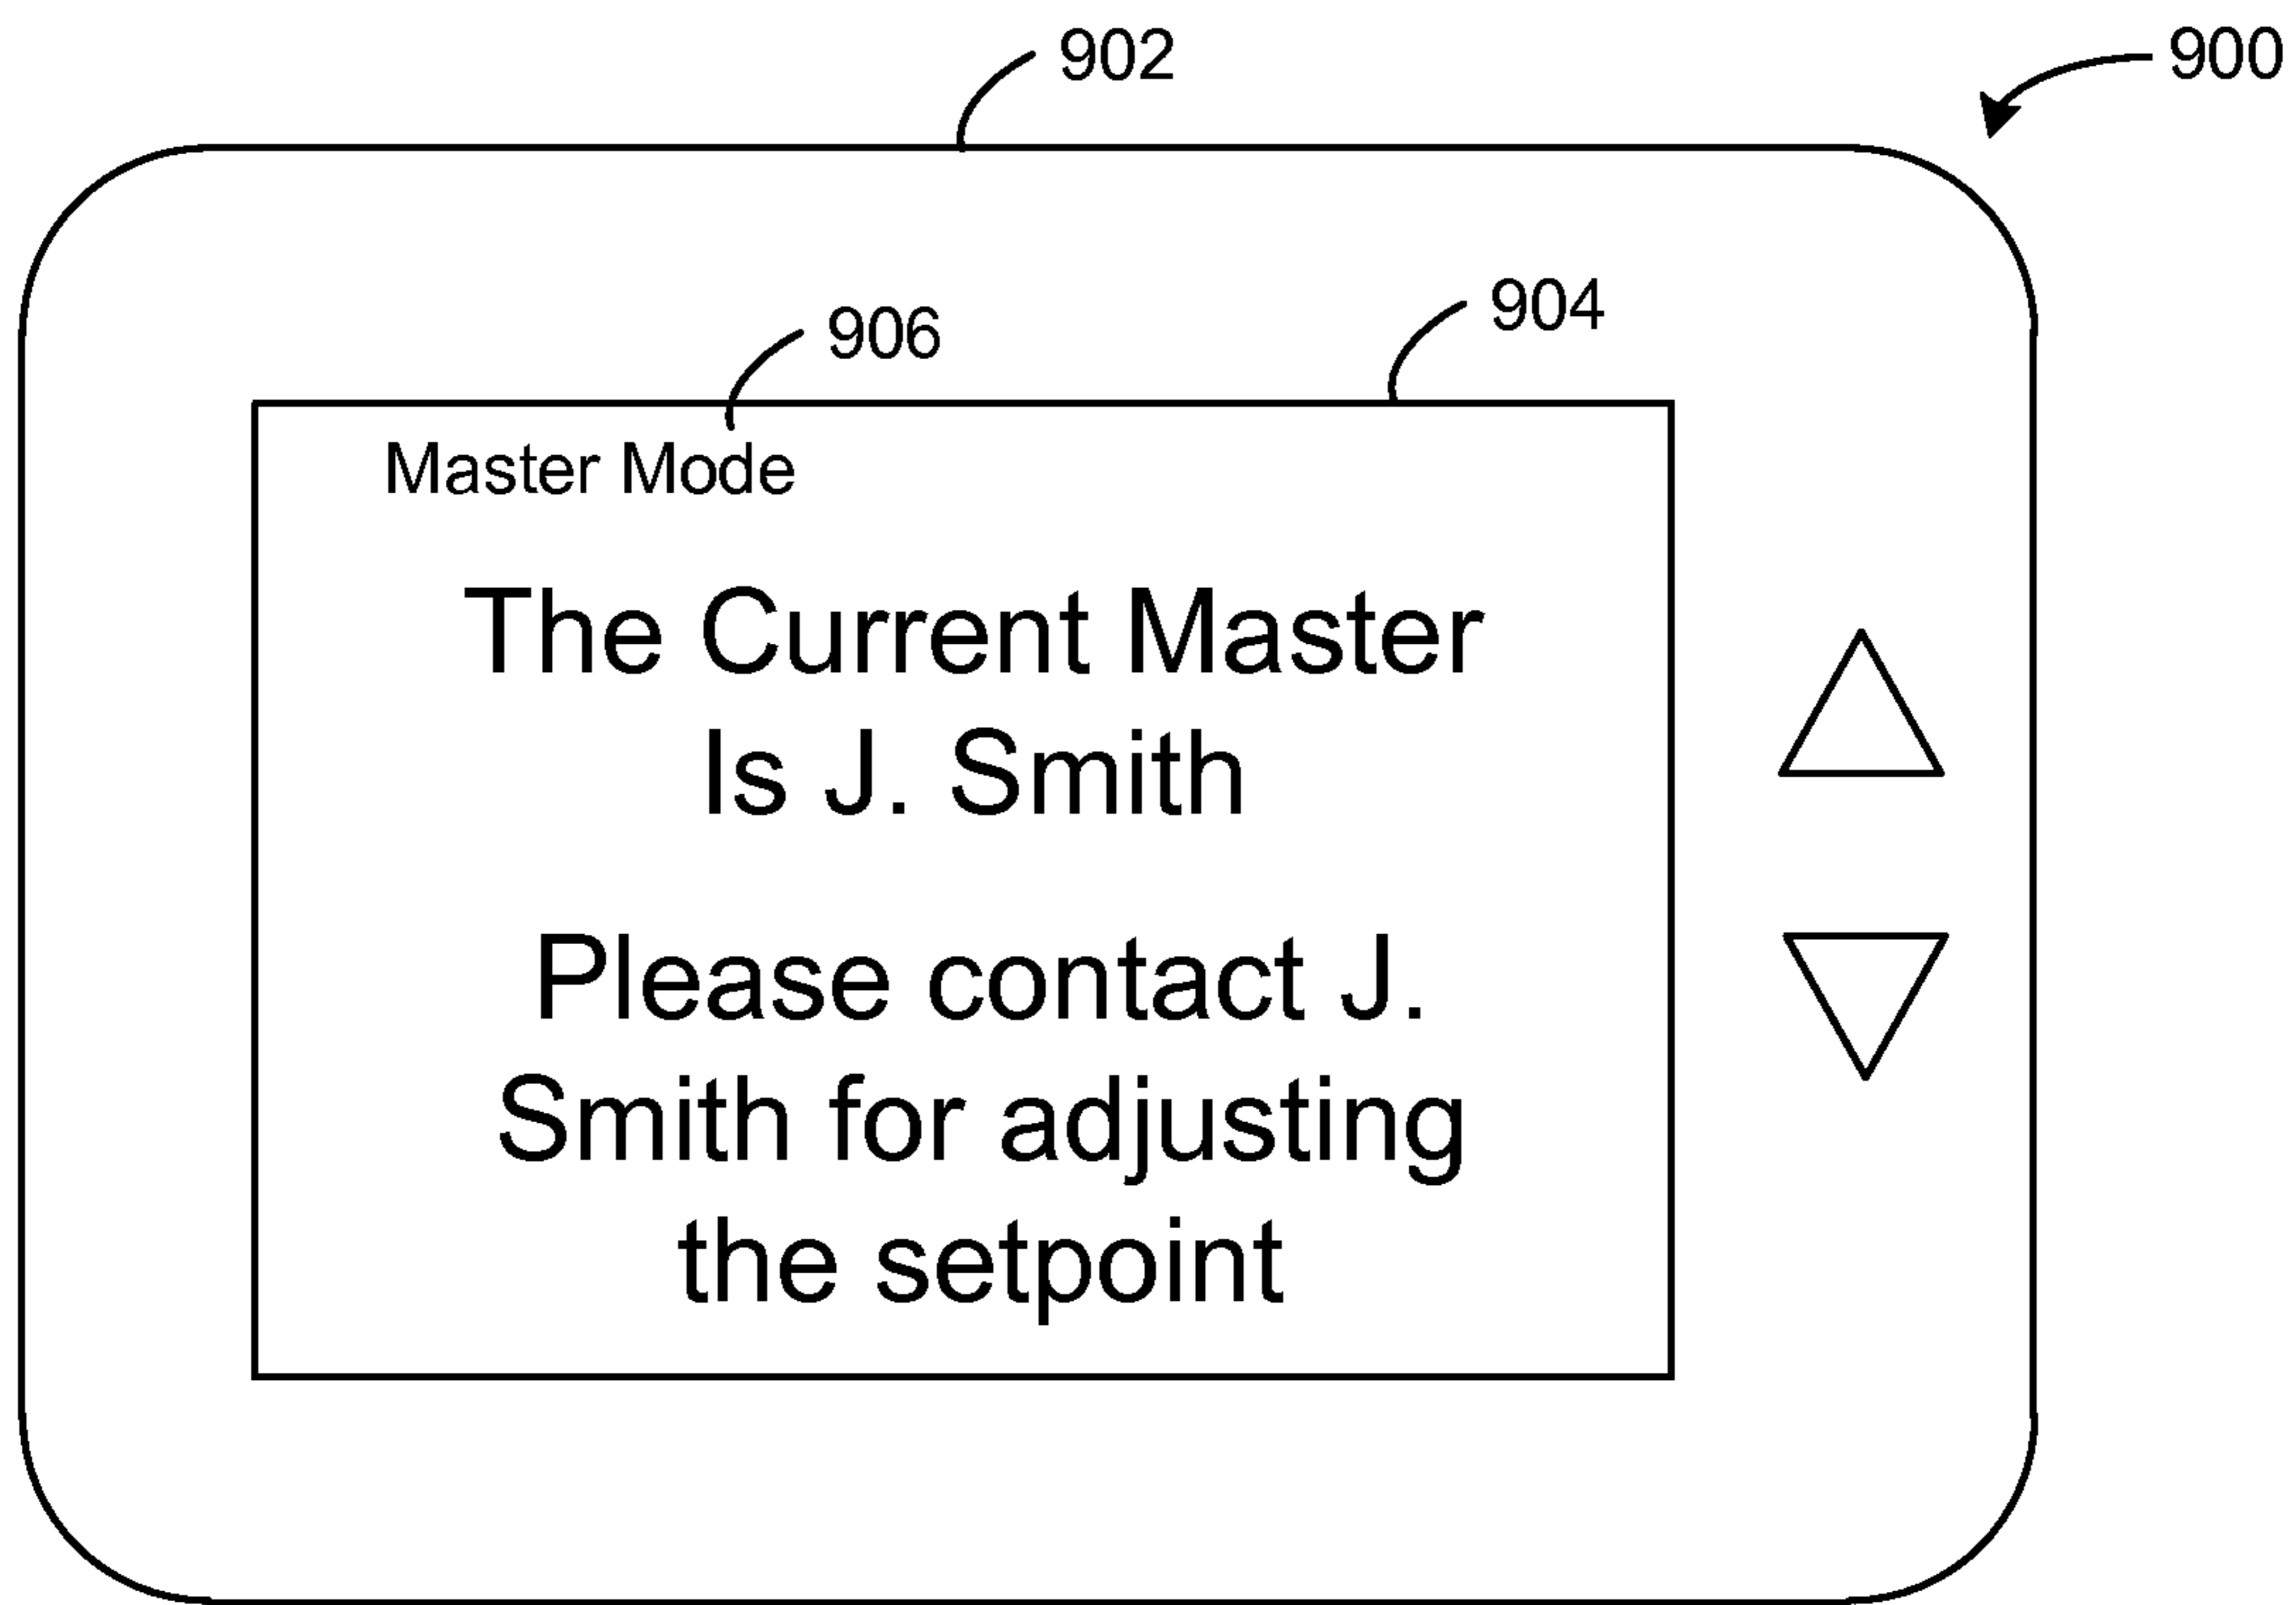 902
900
904
906
Master Mode
The Current Master
Is J. Smith
Please contact J.
Smith for adjusting
the setpoint